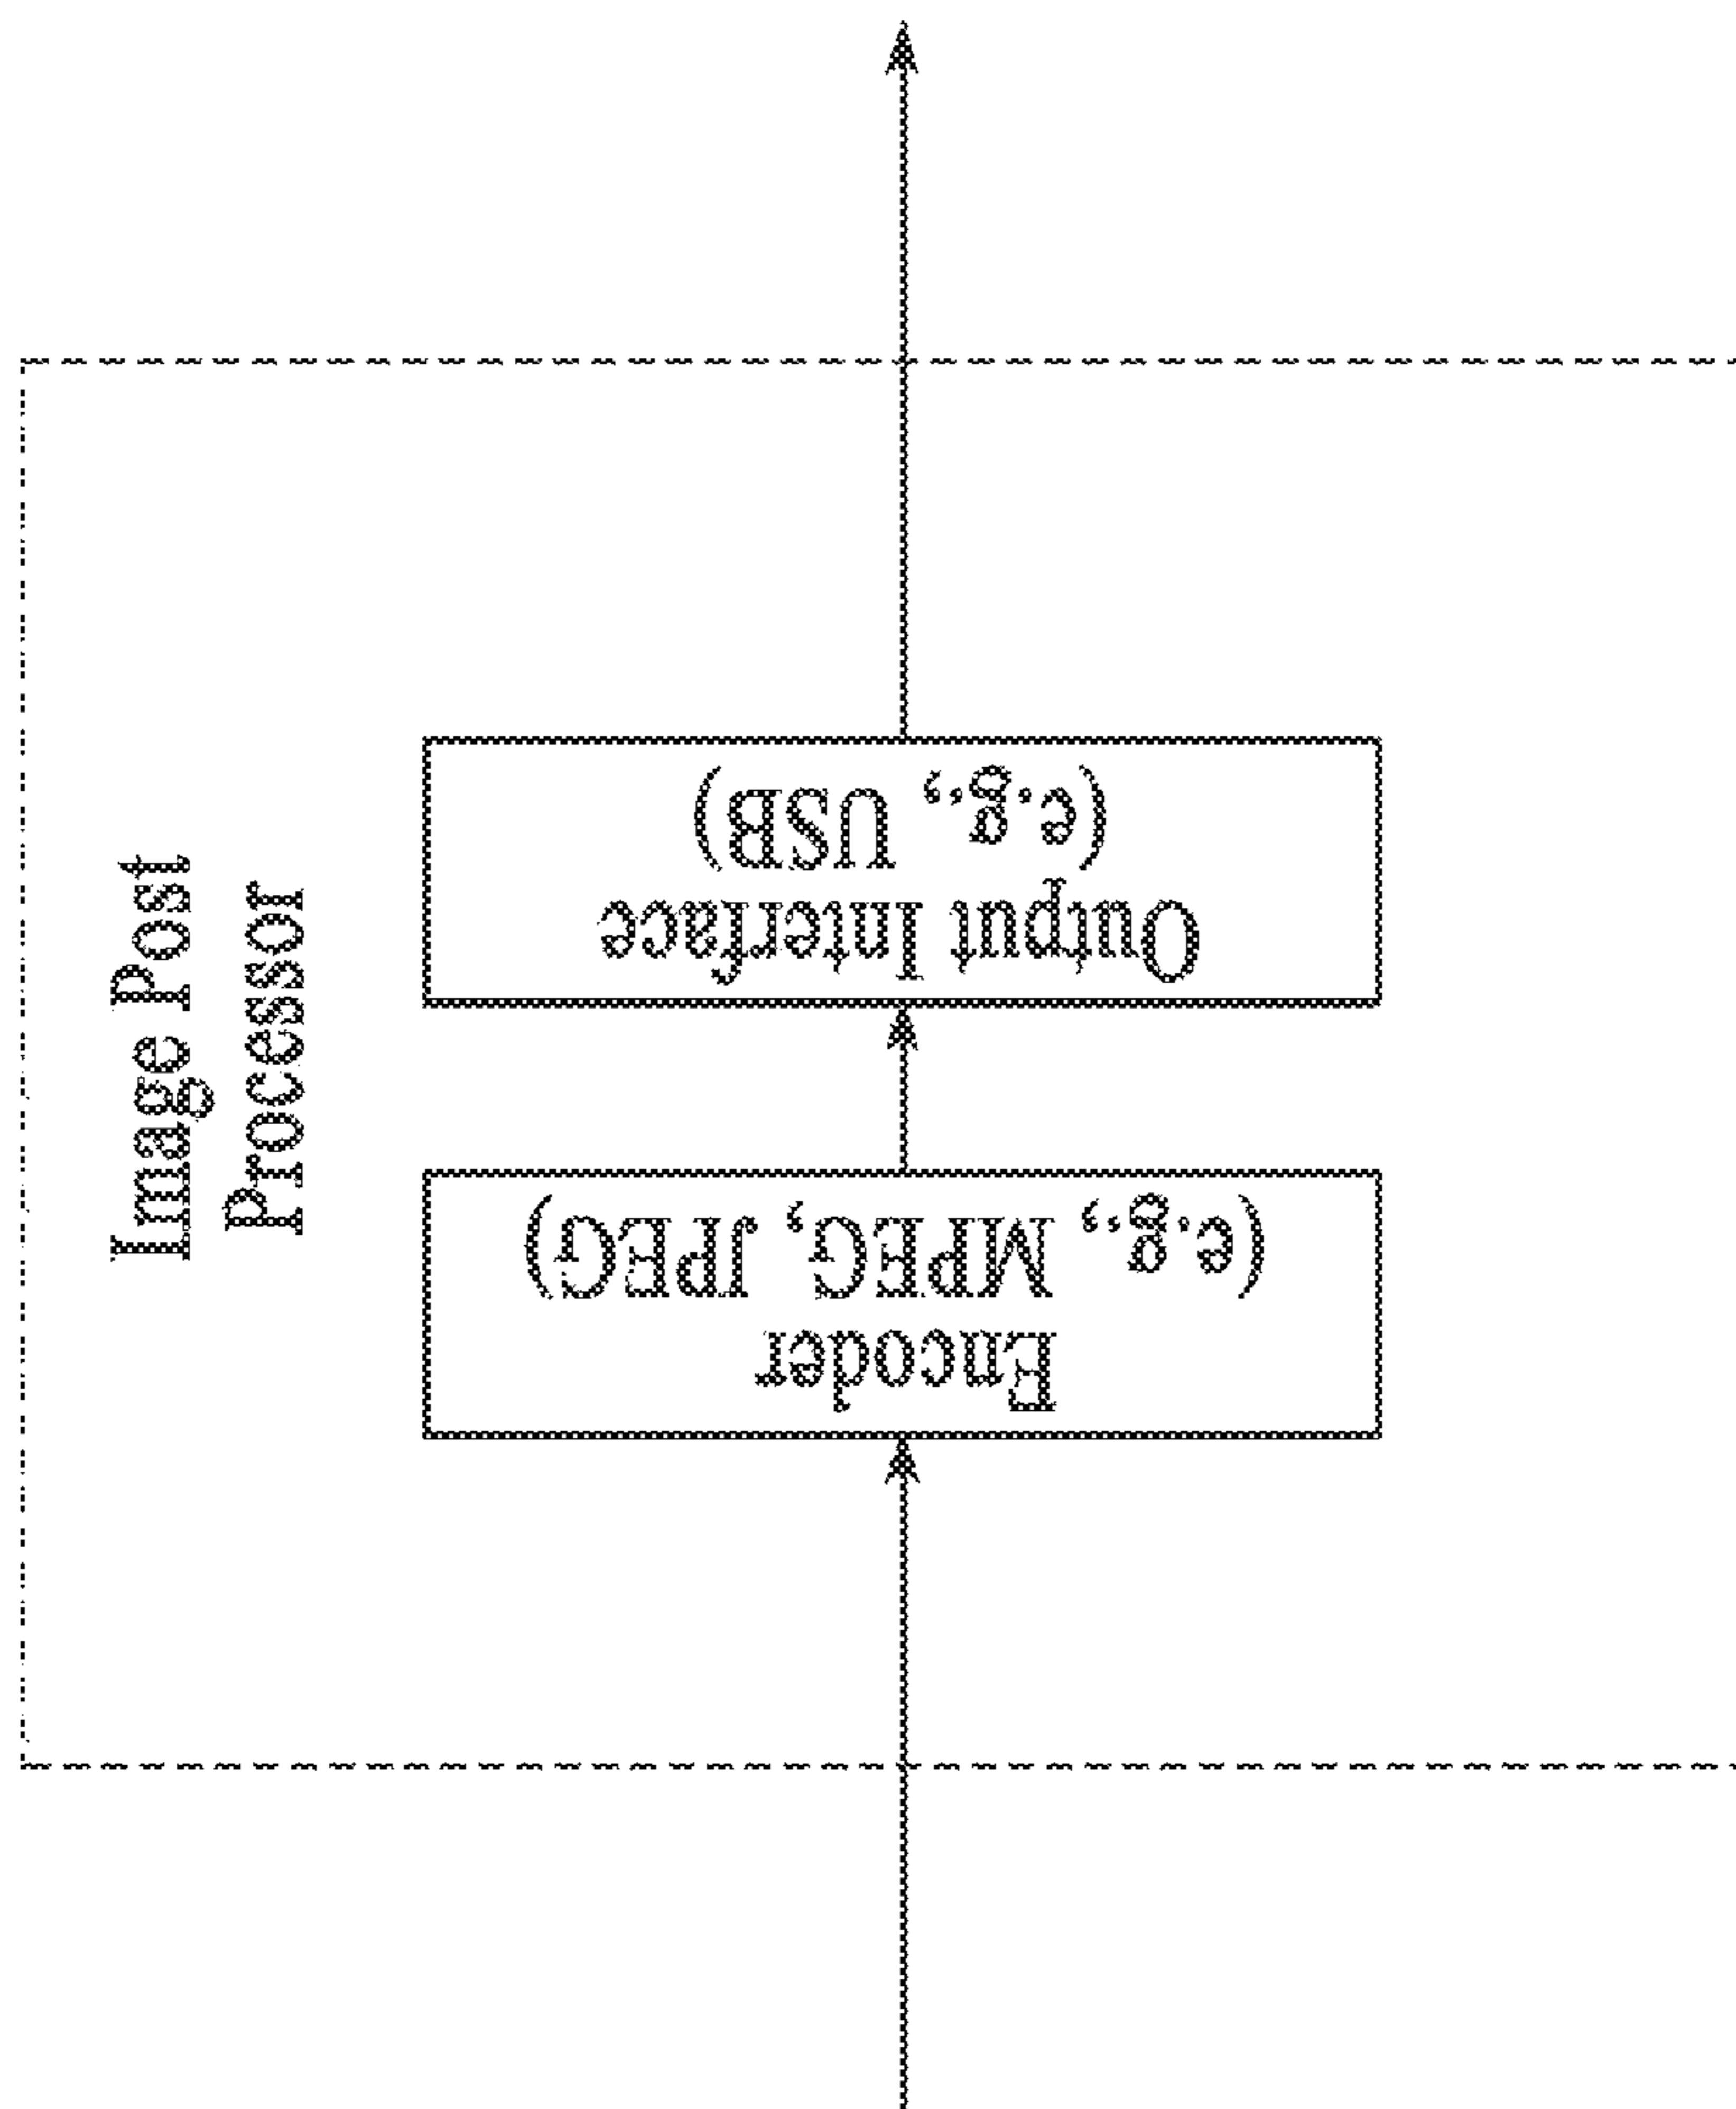 Image Post
Processor
Encoder
(e.g., MPEG, JPEG)
Output Interface
(e.g., USB)